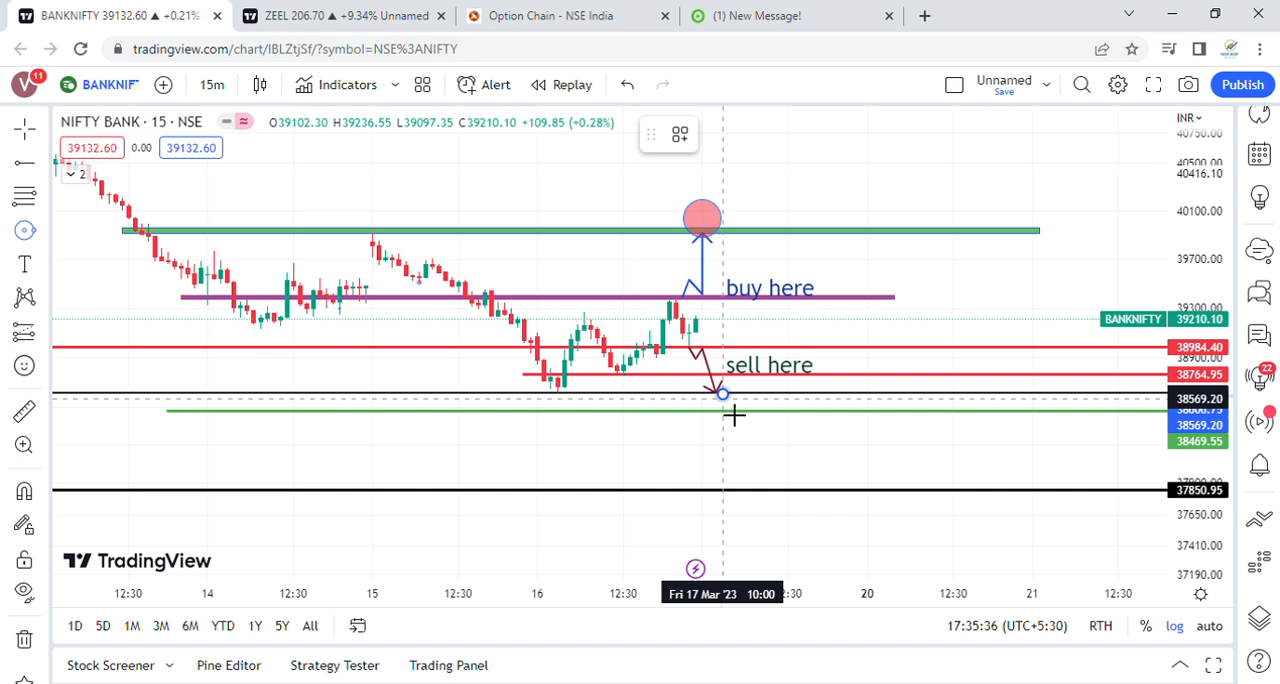 BANKNIFTY 39132.60 ▲ +0.21%
ZEEL 206.70 ▲ +9.34% Unnamed
Option Chain - NSE India
(1) New Message!
tradingview.com/chart/IBLZtjSf/?symbol=NSE%3ANIFTY
V 11
BANKNIF
15m
Indicators
Alert
Replay
Unnamed
Save
Publish
NIFTY BANK · 15 · NSE
O39102.30 H39236.55 L39097.35 C39210.10 +109.85 (+0.28%)
39132.60 0.00 39132.60
2
INR
40750.00
40500.00
40416.10
40100.00
39700.00
39300.00
BANKNIFTY 39210.10
38984.40
38900.00
38764.95
38569.20
38569.20
38469.55
37850.95
37650.00
37410.00
37190.00
buy here
sell here
22
TradingView
12:30 14 12:30 15 12:30 16 12:30 Fri 17 Mar '23 10:00 2:30 20 12:30 21 12:30
1D 5D 1M 3M 6M YTD 1Y 5Y All
17:35:36 (UTC+5:30) RTH % log auto
Stock Screener Pine Editor Strategy Tester Trading Panel